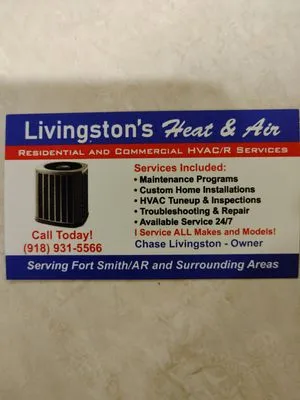 Livingston's Heat & Air
Residential and Commercial HVAC/R Services
Services Included:
• Maintenance Programs
• Custom Home Installations
• HVAC Tuneup & Inspections
• Troubleshooting & Repair
• Available Service 24/7
I Service ALL Makes and Models!
Chase Livingston - Owner
Call Today!
(918) 931-5566
Serving Fort Smith/AR and Surrounding Areas